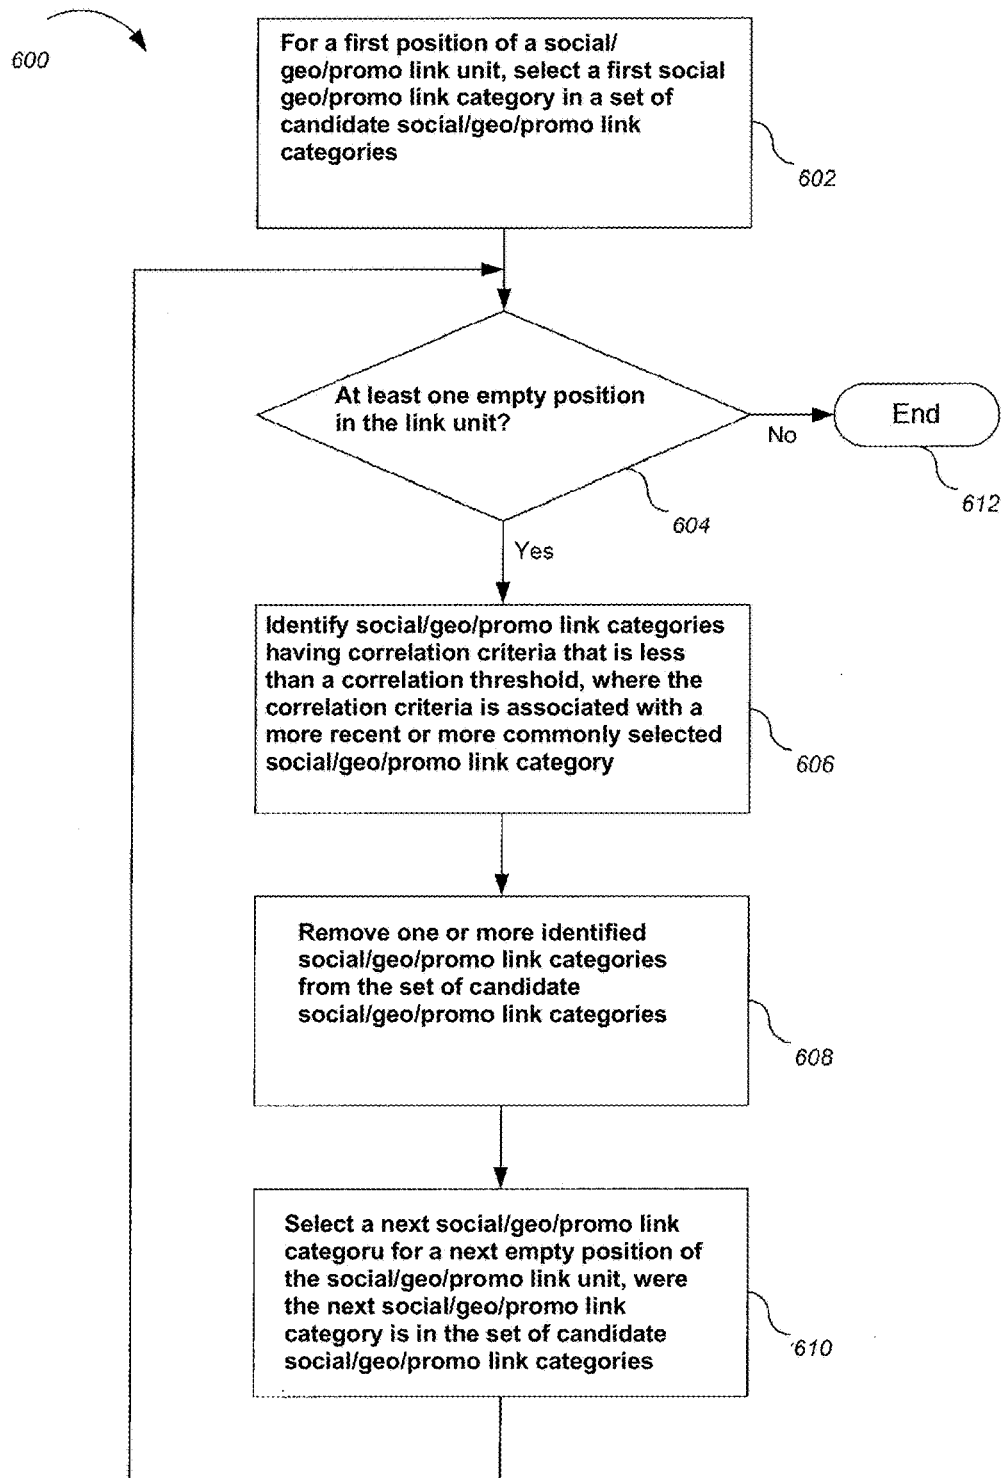 600
For a first position of a social/
geo/promo link unit, select a first social
geo/promo link category in a set of
candidate social/geo/promo link
categories
602
At least one empty position
in the link unit?
No
End
612
604
Yes
Identify social/geo/promo link categories
having correlation criteria that is less
than a correlation threshold, where the
correlation criteria is associated with a
more recent or more commonly selected
social/geo/promo link category
606
Remove one or more identified
social/geo/promo link categories
from the set of candidate
social/geo/promo link categories
608
Select a next social/geo/promo link
categoru for a next empty position of
the social/geo/promo link unit, were
the next social/geo/promo link
category is in the set of candidate
social/geo/promo link categories
610